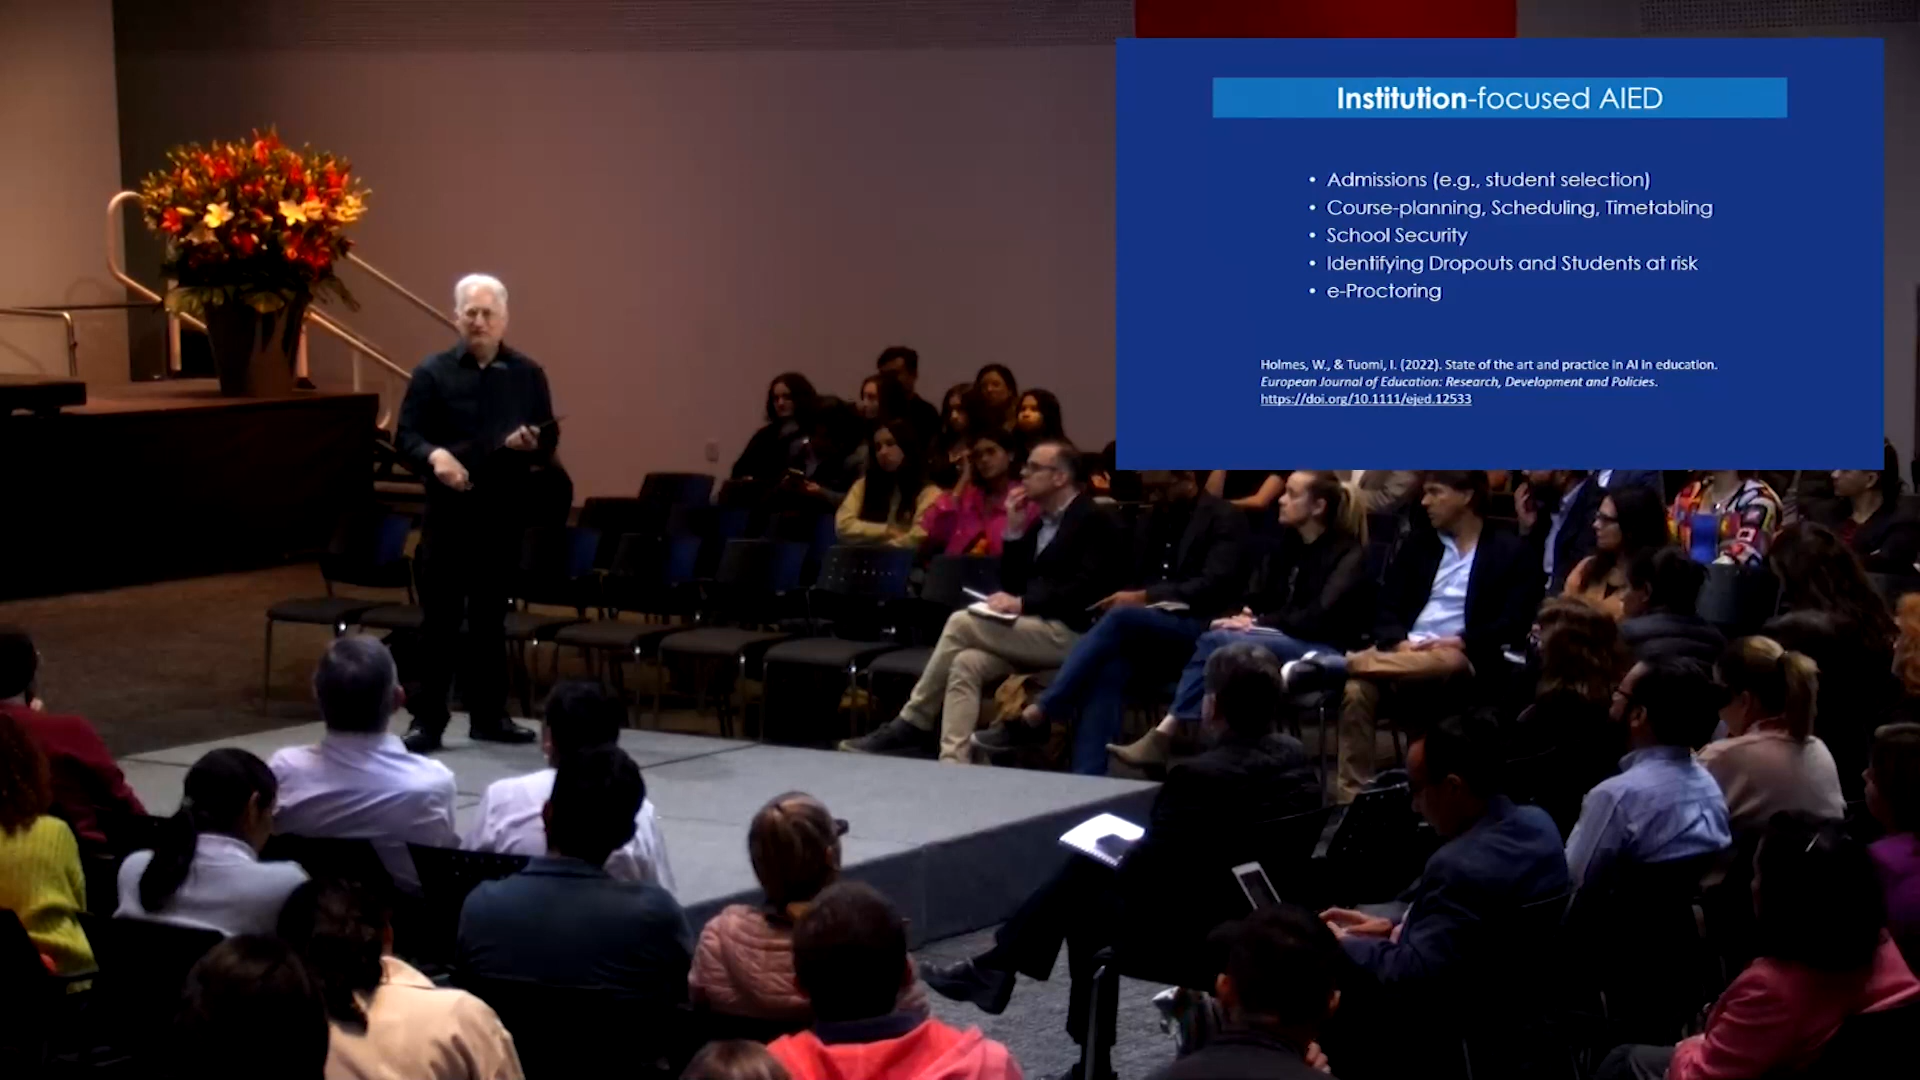 Institution-focused AIED
• Admissions (e.g., student selection)
• Course-planning, Scheduling, Timetabling
• School Security
• Identifying Dropouts and Students at risk
• e-Proctoring
Holmes, W., & Tuomi, I. (2022). State of the art and practice in AI in education.
European Journal of Education: Research, Development and Policies.
https://doi.org/10.1111/ejed.12533